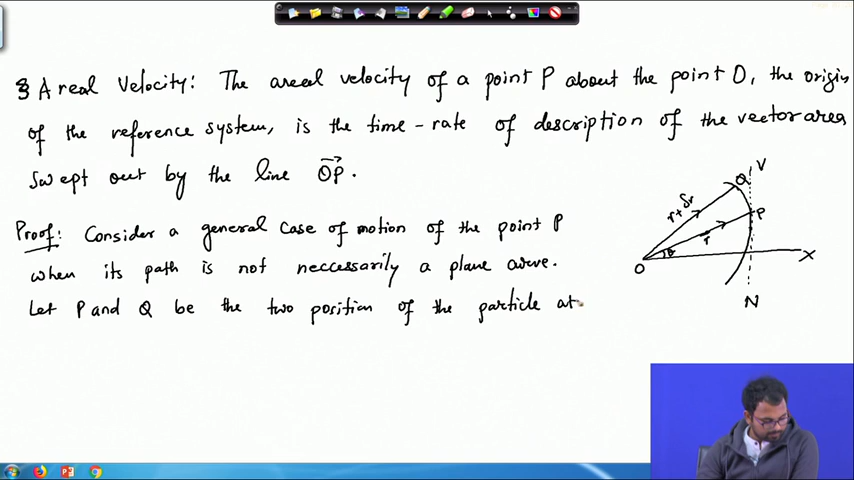 § Areal Velocity: The areal velocity of a point P about the point O, the origin
of the reference system, is the time-rate of description of the vector area
swept out by the line OP.
Proof: Consider a general case of motion of the point P
when its path is not neccessarily a plane curve.
Let P and Q be the two position of the particle at
V
Q
r+δr
P
r
θ
O
X
N